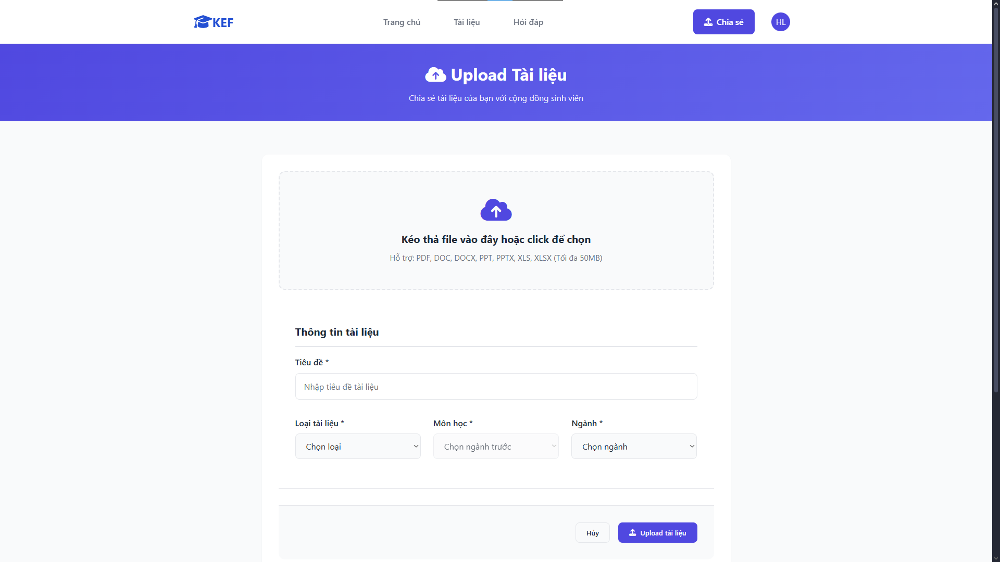 KEF
Trang chủ
Tài liệu
Hỏi đáp
Chia sẻ
HL
Upload Tài liệu
Chia sẻ tài liệu của bạn với cộng đồng sinh viên
Kéo thả file vào đây hoặc click để chọn
Hỗ trợ: PDF, DOC, DOCX, PPT, PPTX, XLS, XLSX (Tối đa 50MB)
Thông tin tài liệu
Tiêu đề *
Nhập tiêu đề tài liệu
Loại tài liệu *
Môn học *
Ngành *
Chọn loại
Chọn ngành trước
Chọn ngành
Hủy
Upload tài liệu